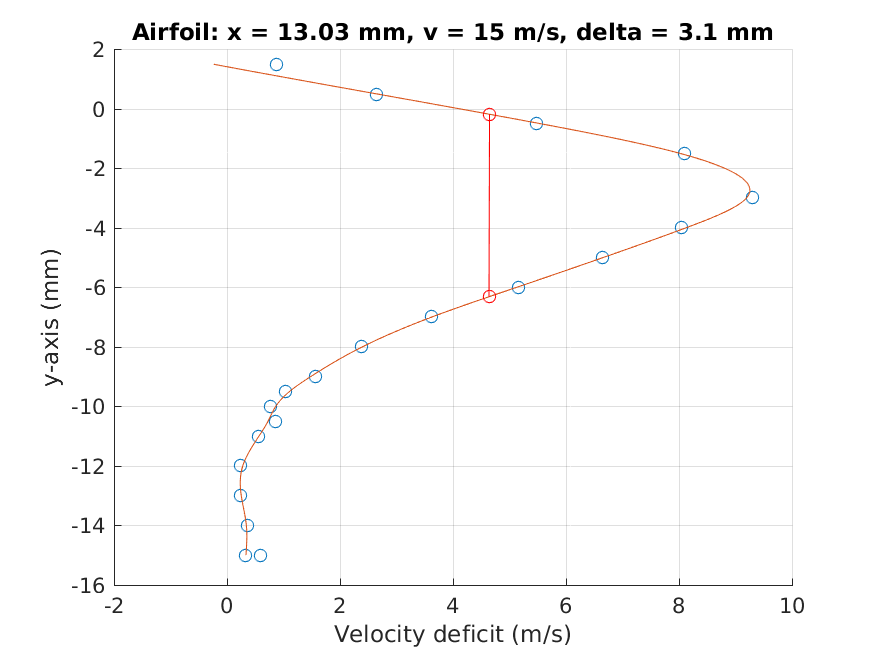 Airfoil: x = 13.03 mm, v = 15 m/s, delta = 3.1 mm
2
0
-2
-4
-6
-8
-10
-12
-14
-16
y-axis (mm)
-2 0 2 4 6 8 10
Velocity deficit (m/s)